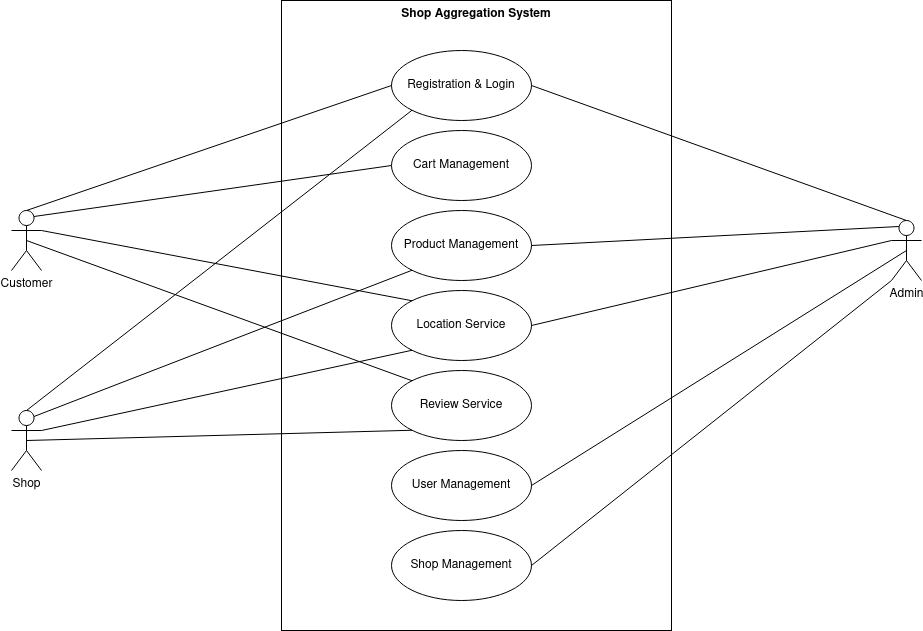 Shop Aggregation System
Registration & Login
Cart Management
Product Management
Customer
Admin
Location Service
Review Service
Shop
User Management
Shop Management